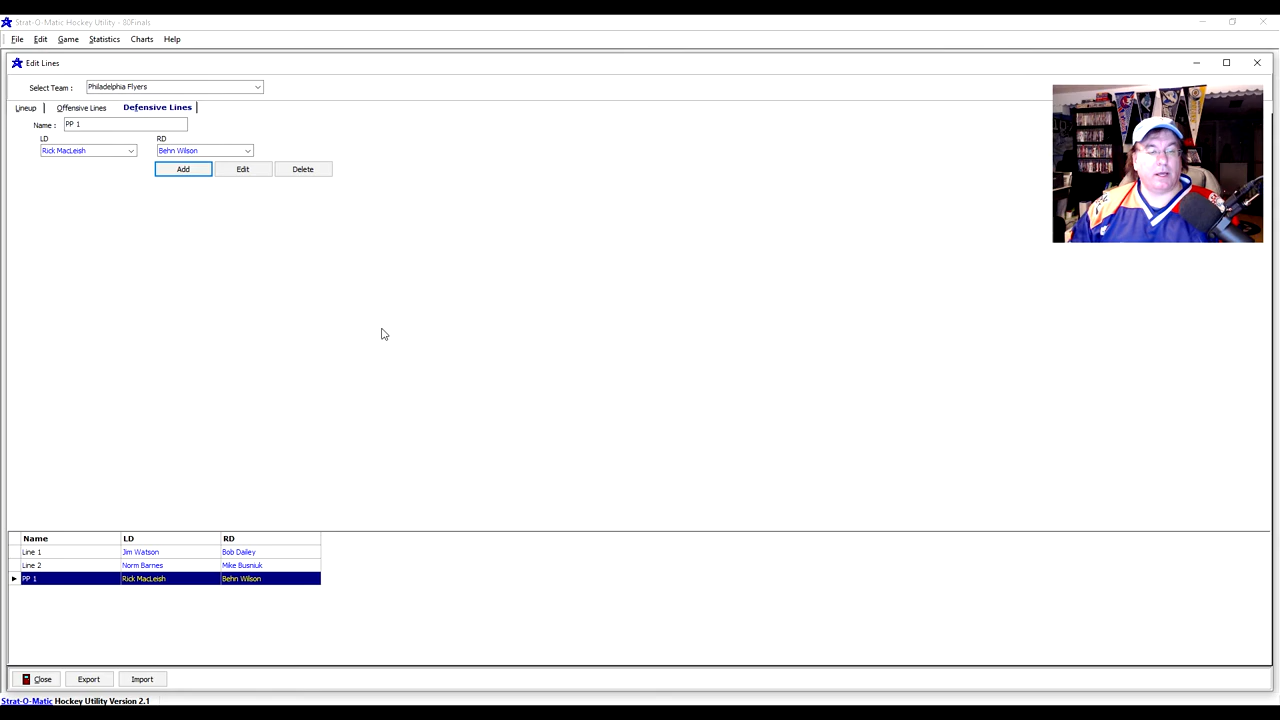 Strat-O-Matic Hockey Utility - 80Finals
File Edit Game Statistics Charts Help
Edit Lines
Select Team : Philadelphia Flyers
Lineup Offensive Lines Defensive Lines
Name : PP 1
LD RD
Rick MacLeish Behn Wilson
Add Edit Delete
Name LD RD
Line 1 Jim Watson Bob Dailey
Line 2 Norm Barnes Mike Busniuk
PP 1 Rick MacLeish Behn Wilson
Close Export Import
Strat-O-Matic Hockey Utility Version 2.1